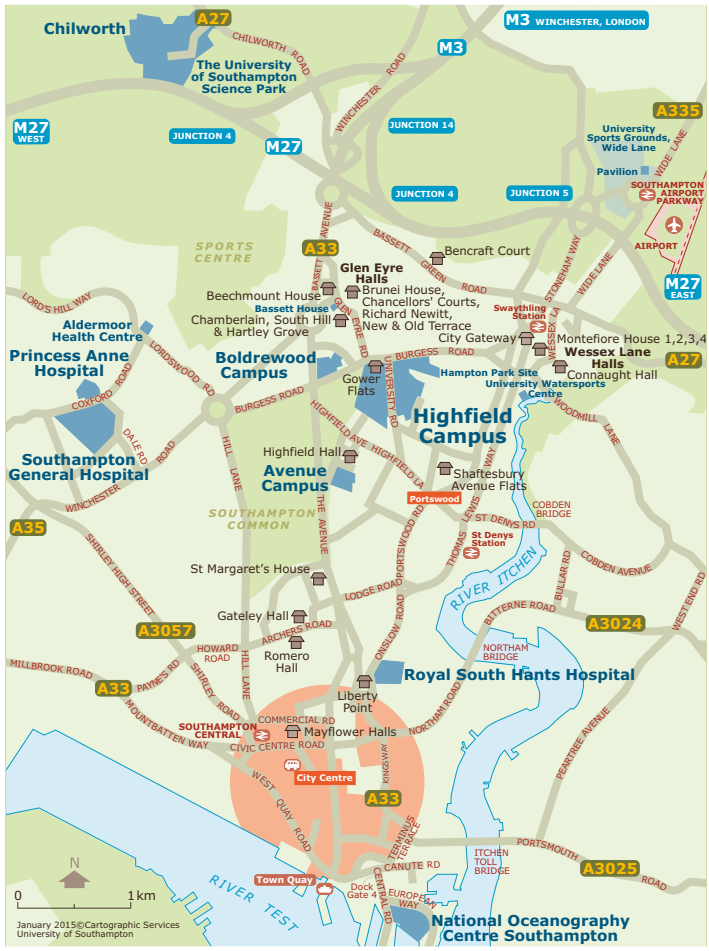 Chilworth
A27
CHILWORTH ROAD
The University
of Southampton
Science Park
M3 WINCHESTER, LONDON
M3
WINCHESTER ROAD
M27
WEST
JUNCTION 4
M27
JUNCTION 14
JUNCTION 4
JUNCTION 5
A335
University
Sports Grounds,
Wide Lane
WIDE LANE
Pavilion
SOUTHAMPTON
AIRPORT
PARKWAY
AIRPORT
M27
EAST
SPORTS
CENTRE
A33
BASSETT AVENUE
BASSETT GREEN ROAD
Bencraft Court
STONEHAM WAY
WIDE LANE
Glen Eyre
Halls
Beechmount House
Brunei House,
Chancellors' Courts,
Richard Newitt,
New & Old Terrace
Bassett House
Chamberlain, South Hill
& Hartley Grove
GLEN EYRE RD
LORD'S HILL WAY
Aldermoor
Health Centre
Swaythling
Station
WESSEX LA
City Gateway
Montefiore House 1,2,3,4
Wessex Lane
Halls
Connaught Hall
A27
Princess Anne
Hospital
LORDSWOOD RD
COXFORD ROAD
Boldrewood
Campus
BURGESS ROAD
Gower
Flats
UNIVERSITY RD
Hampton Park Site
University Watersports
Centre
BURGESS ROAD
Highfield
Campus
WOODMILL LANE
HIGHFIELD AVE
HIGHFIELD LA
DALE RD
Southampton
General Hospital
WINCHESTER ROAD
HILL LANE
Highfield Hall
Avenue
Campus
Shaftesbury
Avenue Flats
Portswood
THE AVENUE
SOUTHAMPTON
COMMON
A35
COBDEN
BRIDGE
ST DENYS RD
St Denys
Station
THOMAS LEWIS WAY
PORTSWOOD RD
COBDEN AVENUE
SHIRLEY HIGH STREET
St Margaret's House
LODGE ROAD
RIVER ITCHEN
BULLAR RD
BITTERNE ROAD
WEST END RD
A3024
Gateley Hall
A3057
ARCHERS ROAD
HOWARD
ROAD
Romero
Hall
ONSLOW ROAD
NORTHAM
BRIDGE
MILLBROOK ROAD
A33
PAYNE'S RD
SHIRLEY ROAD
HILL LANE
Royal South Hants Hospital
Liberty
Point
NORTHAM ROAD
MOUNTBATTEN WAY
SOUTHAMPTON
CENTRAL
COMMERCIAL RD
Mayflower Halls
CIVIC CENTRE ROAD
KINGSWAY
PEARTREE AVENUE
City Centre
WEST QUAY ROAD
A33
TERMINUS
TERRACE
PORTSMOUTH ROAD
ITCHEN
TOLL
BRIDGE
A3025
CANUTE RD
Town Quay
Dock
Gate 4
CENTRAL RD
EUROPEAN
WAY
RIVER TEST
N
0
1km
National Oceanography
Centre Southampton
January 2015©Cartographic Services
University of Southampton